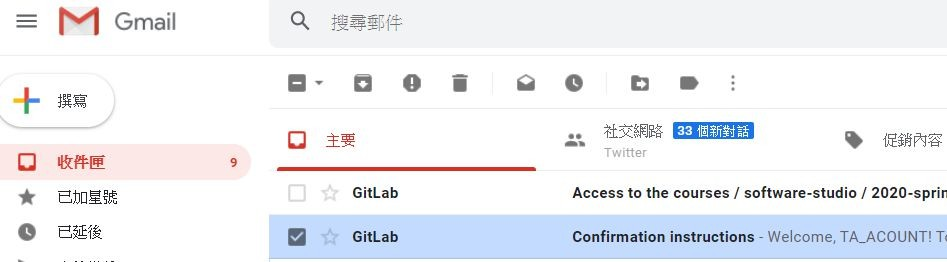 Gmail
搜尋郵件
撰寫
主要
社交網路 33 個新對話
Twitter
促銷內容
收件匣 9
已加星號
已延後
GitLab Access to the courses / software-studio / 2020-sprin
GitLab Confirmation instructions - Welcome, TA_ACOUNT! To